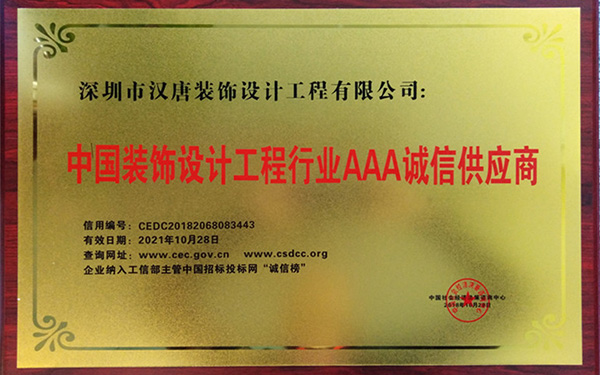 深圳市汉唐装饰设计工程有限公司:
中国装饰设计工程行业AAA诚信供应商
信用编号: CEDC20182068083443
有效日期: 2021年10月28日
查询网址: www.cec.gov.cn www.csdcc.org
企业纳入工信部主管中国招标投标网“诚信榜”